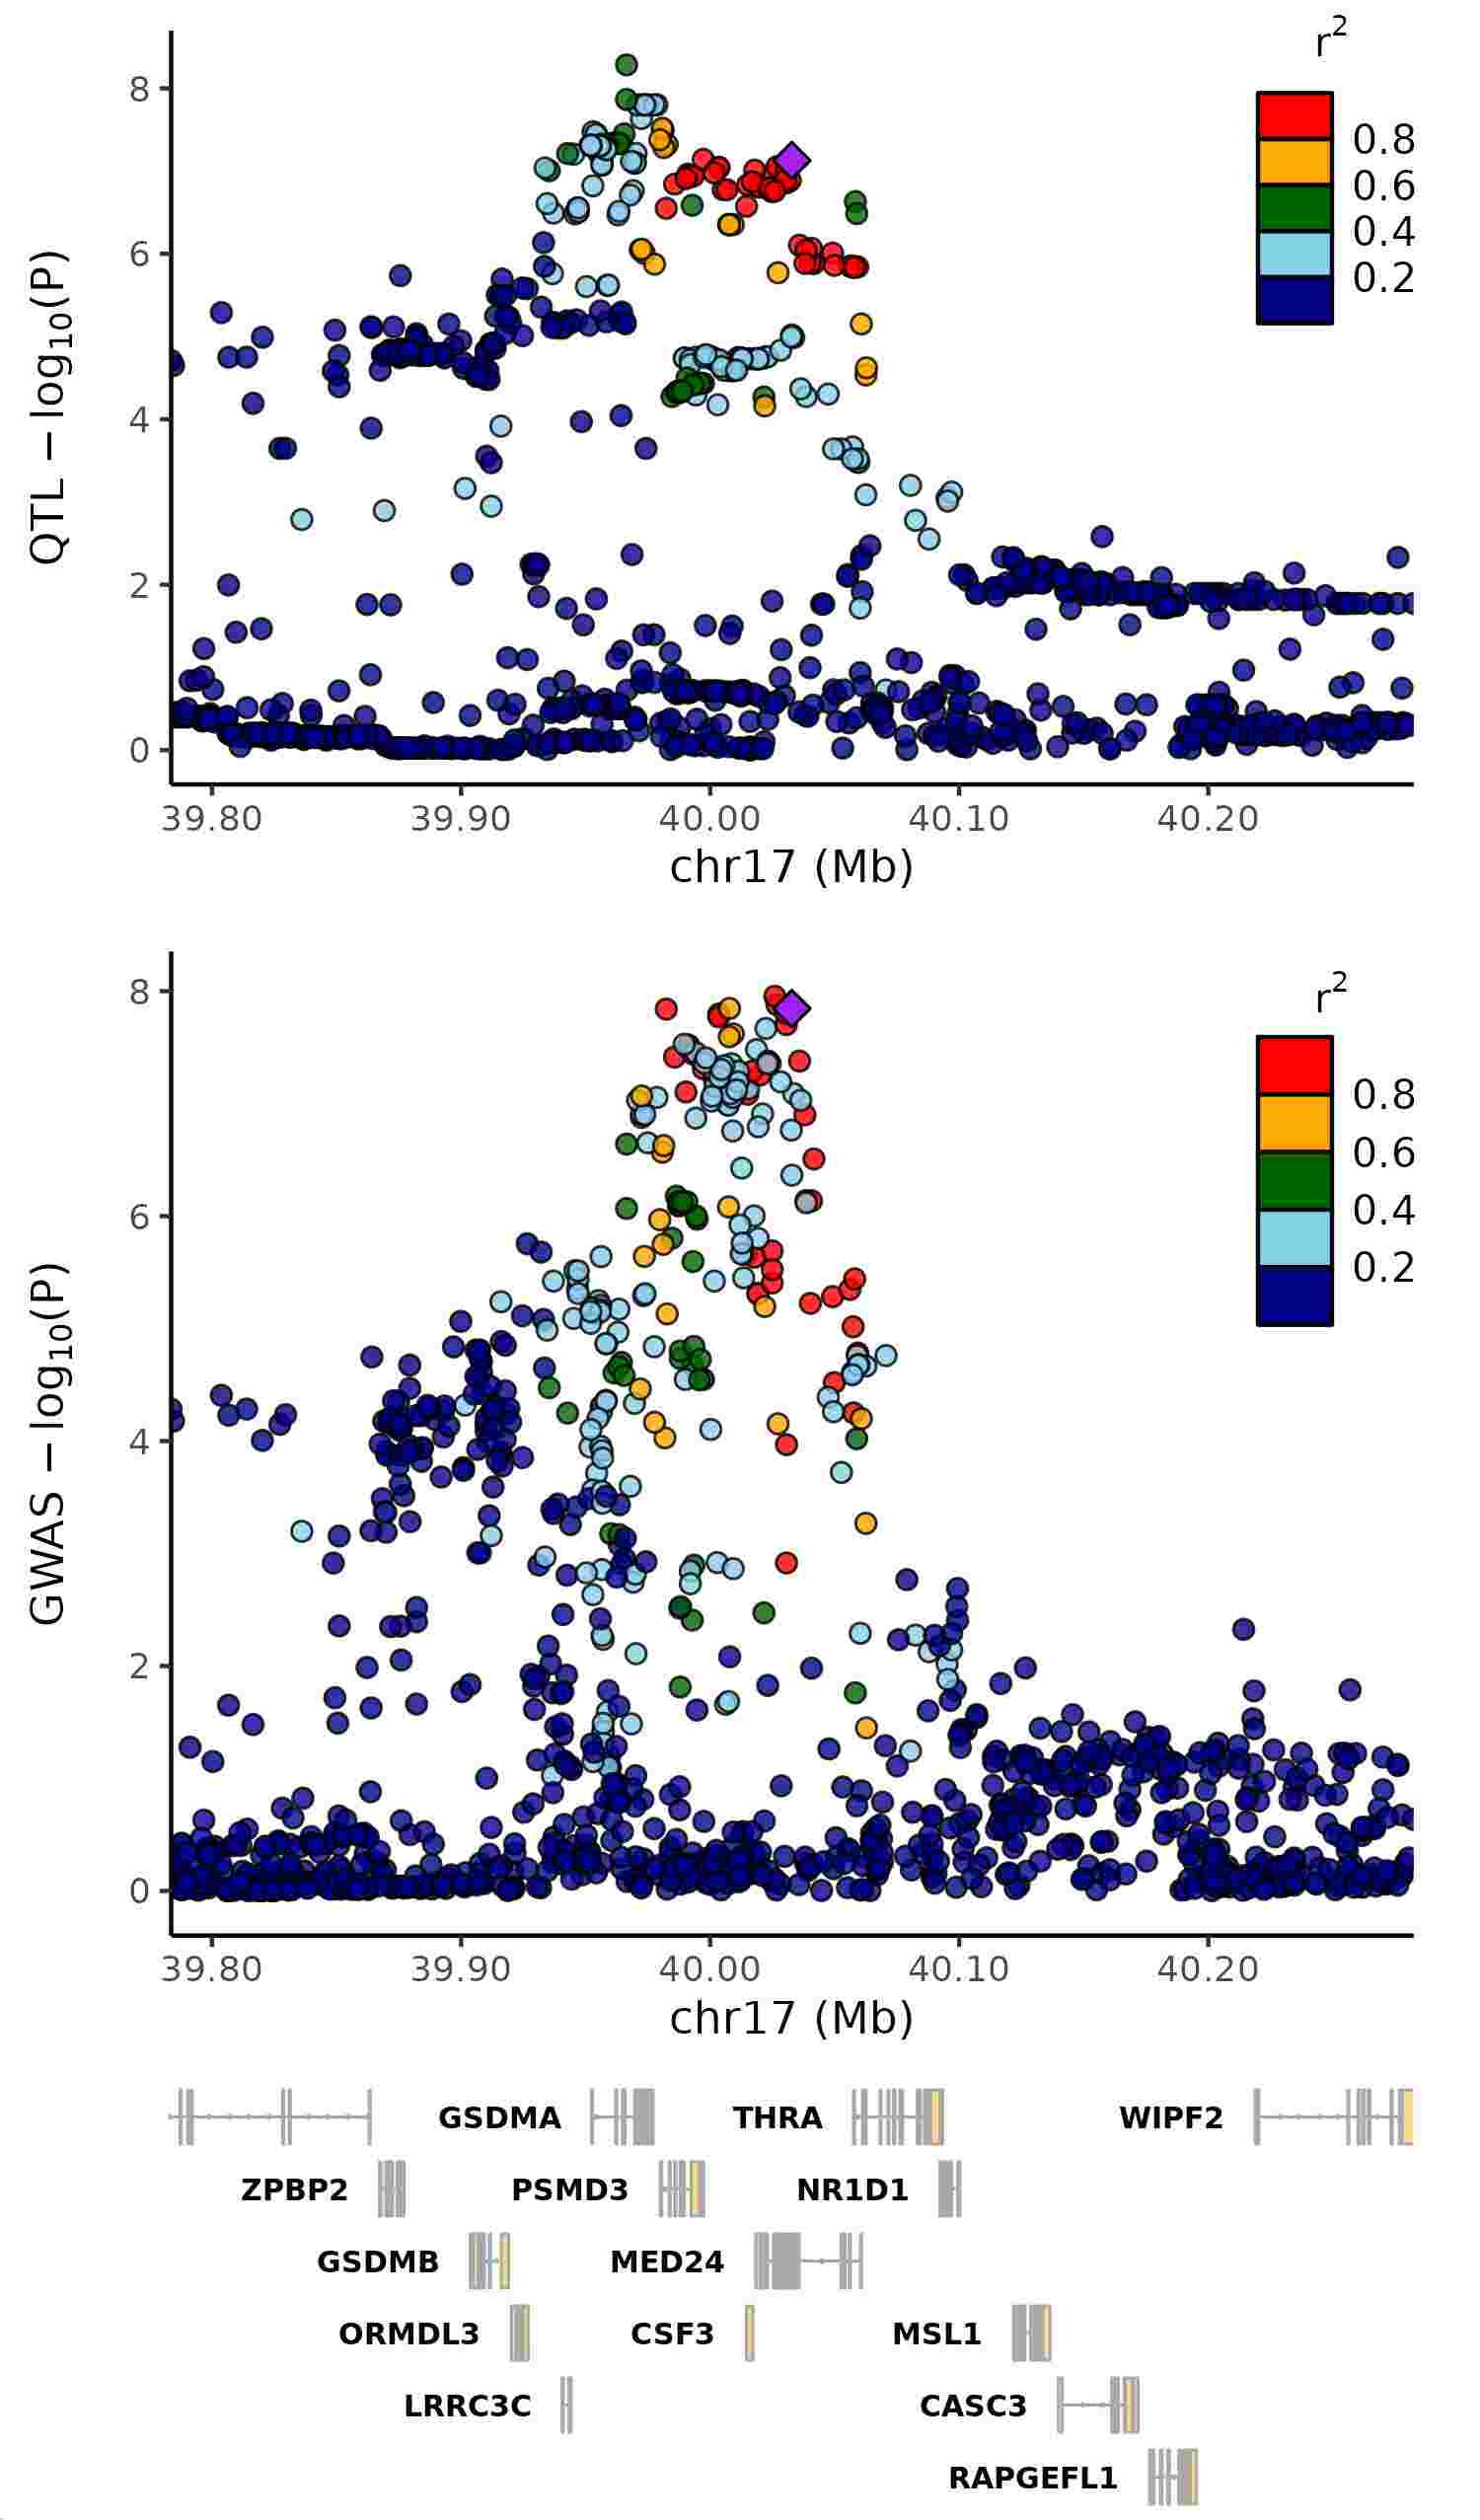 r²
8
6
4
2
0
QTL − log₁₀(P)
0.8
0.6
0.4
0.2
39.80 39.90 40.00 40.10 40.20
chr17 (Mb)
r²
8
6
4
2
0
GWAS − log₁₀(P)
0.8
0.6
0.4
0.2
39.80 39.90 40.00 40.10 40.20
chr17 (Mb)
GSDMA THRA WIPF2
ZPBP2 PSMD3 NR1D1
GSDMB MED24
ORMDL3 CSF3 MSL1
LRRC3C CASC3
RAPGEFL1